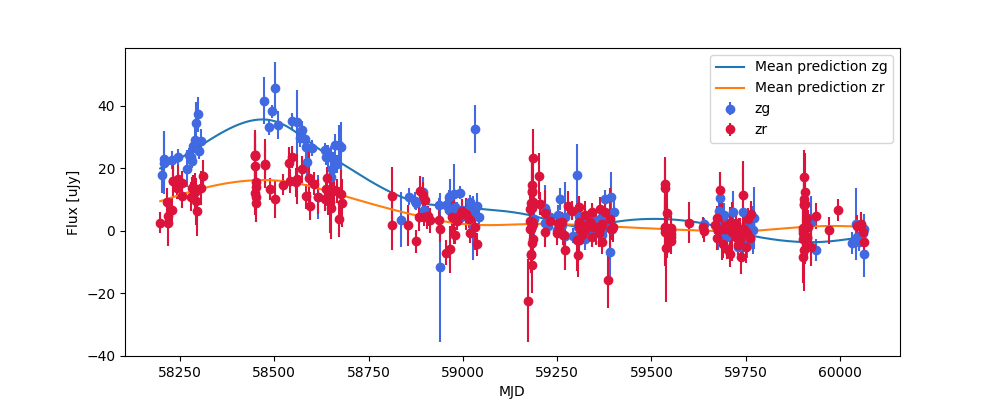 Mean prediction zg
Mean prediction zr
zg
zr
Flux [uJy]
40
20
0
−20
−40
58250
58500
58750
59000
59250
59500
59750
60000
MJD